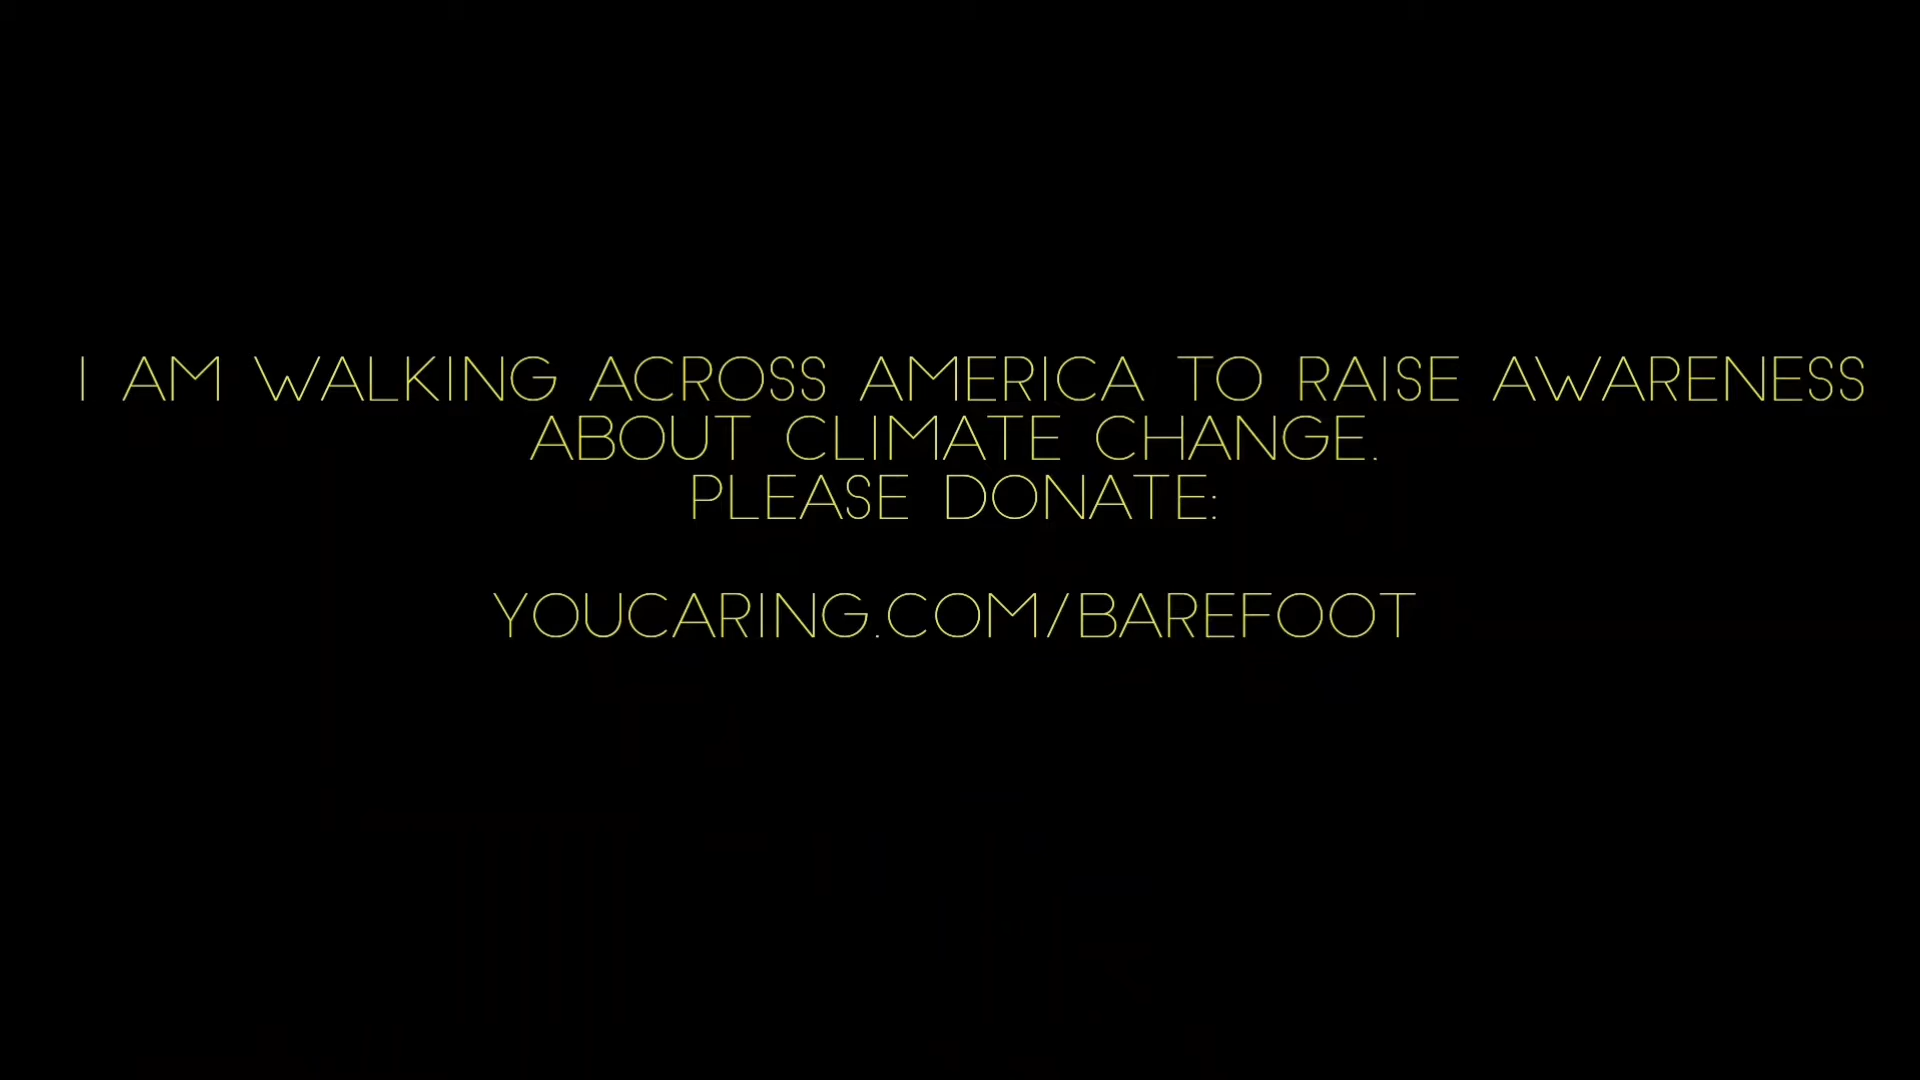 I AM WALKING ACROSS AMERICA TO RAISE AWARENESS
ABOUT CLIMATE CHANGE.
PLEASE DONATE:
YOUCARING.COM/BAREFOOT